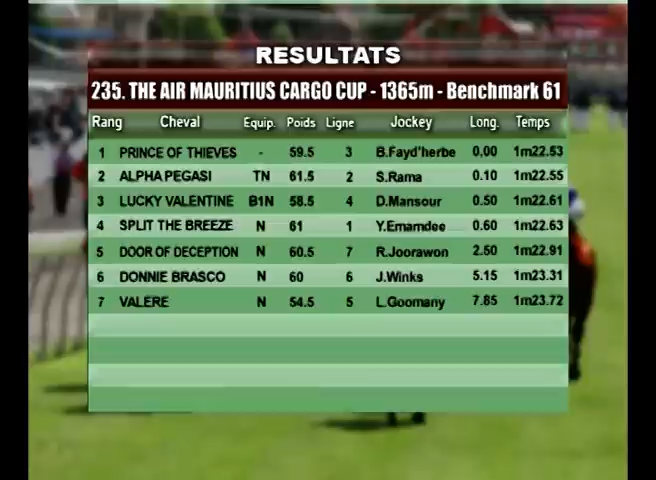 RESULTATS
235. THE AIR MAURITIUS CARGO CUP - 1365m - Benchmark 61
Rang Cheval Equip. Poids Ligne Jockey Long. Temps
1 PRINCE OF THIEVES - 59.5 3 B.Fayd'herbe 0.00 1m22.53
2 ALPHA PEGASI TN 61.5 2 S.Rama 0.10 1m22.55
3 LUCKY VALENTINE B1N 58.5 4 D.Mansour 0.50 1m22.61
4 SPLIT THE BREEZE N 61 1 Y.Emamdee 0.60 1m22.63
5 DOOR OF DECEPTION N 60.5 7 R.Joorawon 2.50 1m22.91
6 DONNIE BRASCO N 60 6 J.Winks 5.15 1m23.31
7 VALERE N 54.5 5 L.Goomany 7.85 1m23.72